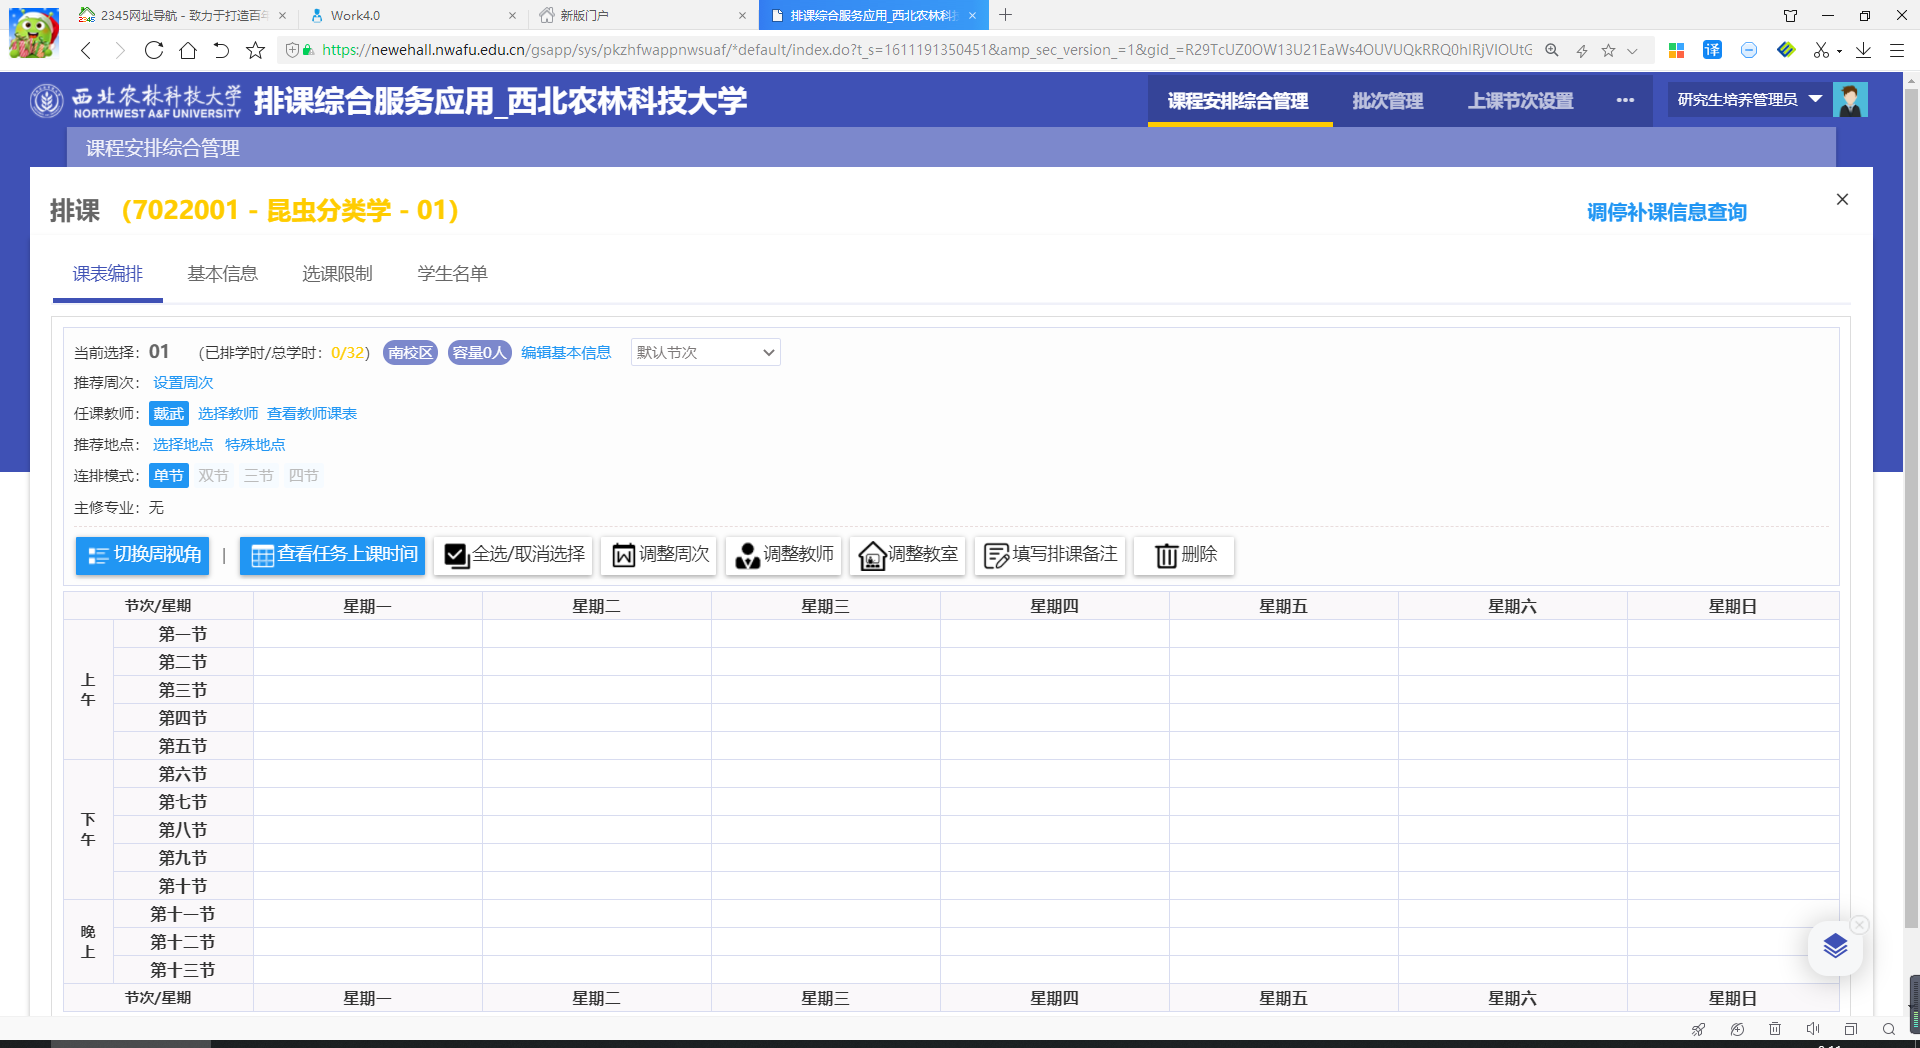 2345网址导航 - 致力于打造百年
Work4.0
新版门户
排课综合服务应用_西北农林科技
https://newehall.nwafu.edu.cn/gsapp/sys/pkzhfwappnwsuaf/*default/index.do?t_s=1611191350451&amp_sec_version_=1&gid_=R29TcUZ0OW13U21EaWs4OUVUQkRRQ0hIRjVIOUtG
译
西北农林科技大学
NORTHWEST A&F UNIVERSITY
排课综合服务应用_西北农林科技大学
课程安排综合管理 批次管理 上课节次设置 ···
研究生培养管理员
课程安排综合管理
排课 (7022001 - 昆虫分类学 - 01)
调停补课信息查询
课表编排 基本信息 选课限制 学生名单
当前选择: 01 (已排学时/总学时: 0/32) 南校区 容量0人 编辑基本信息 默认节次
推荐周次: 设置周次
任课教师: 戴武 选择教师 查看教师课表
推荐地点: 选择地点 特殊地点
连排模式: 单节 双节 三节 四节
主修专业: 无
切换周视角 | 查看任务上课时间 全选/取消选择 调整周次 调整教师 调整教室 填写排课备注 删除
节次/星期 星期一 星期二 星期三 星期四 星期五 星期六 星期日
上午
第一节
第二节
第三节
第四节
第五节
下午
第六节
第七节
第八节
第九节
第十节
晚上
第十一节
第十二节
第十三节
节次/星期 星期一 星期二 星期三 星期四 星期五 星期六 星期日